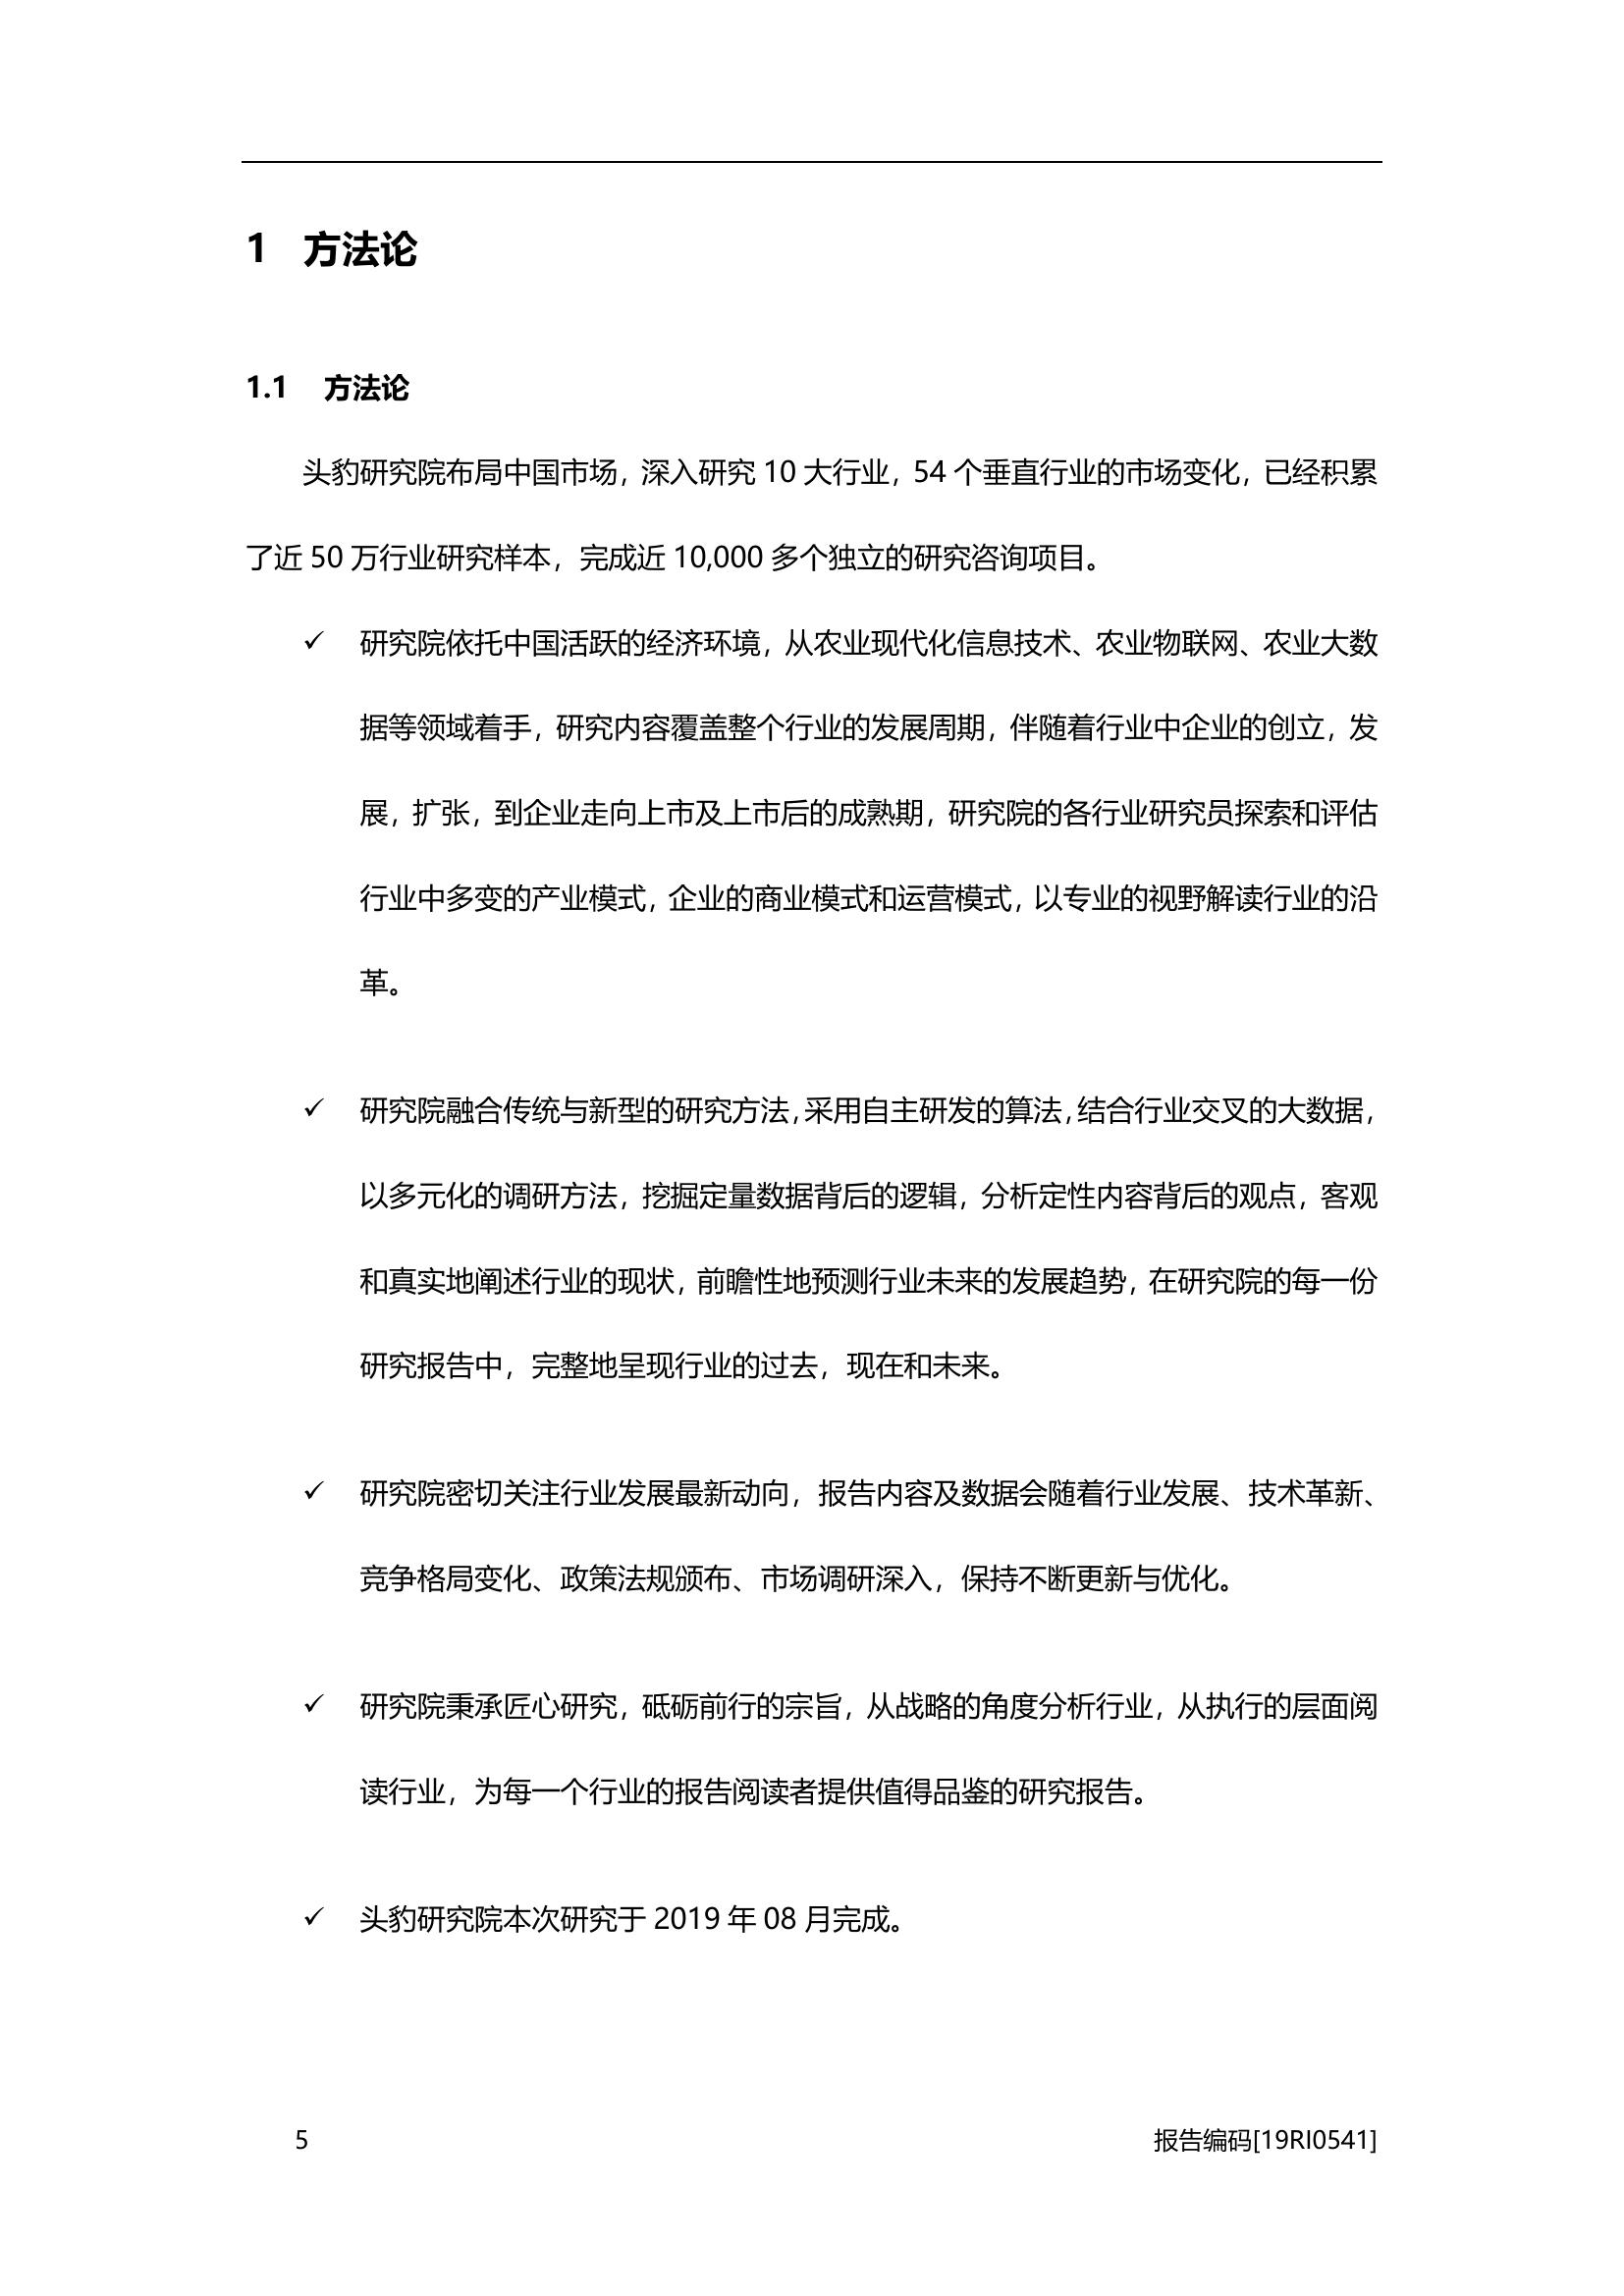 1 方法论
1.1 方法论
头豹研究院布局中国市场，深入研究 10 大行业，54 个垂直行业的市场变化，已经积累
了近 50 万行业研究样本，完成近 10,000 多个独立的研究咨询项目。
✓ 研究院依托中国活跃的经济环境，从农业现代化信息技术、农业物联网、农业大数
据等领域着手，研究内容覆盖整个行业的发展周期，伴随着行业中企业的创立，发
展，扩张，到企业走向上市及上市后的成熟期，研究院的各行业研究员探索和评估
行业中多变的产业模式，企业的商业模式和运营模式，以专业的视野解读行业的沿
革。
✓ 研究院融合传统与新型的研究方法，采用自主研发的算法，结合行业交叉的大数据，
以多元化的调研方法，挖掘定量数据背后的逻辑，分析定性内容背后的观点，客观
和真实地阐述行业的现状，前瞻性地预测行业未来的发展趋势，在研究院的每一份
研究报告中，完整地呈现行业的过去，现在和未来。
✓ 研究院密切关注行业发展最新动向，报告内容及数据会随着行业发展、技术革新、
竞争格局变化、政策法规颁布、市场调研深入，保持不断更新与优化。
✓ 研究院秉承匠心研究，砥砺前行的宗旨，从战略的角度分析行业，从执行的层面阅
读行业，为每一个行业的报告阅读者提供值得品鉴的研究报告。
✓ 头豹研究院本次研究于 2019 年 08 月完成。
5 报告编码[19RI0541]